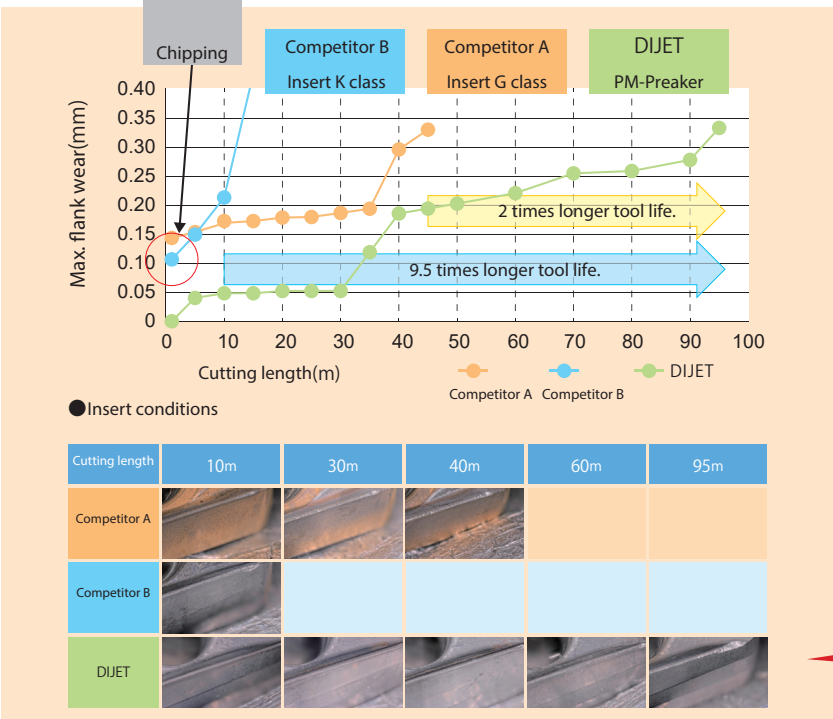 Chipping
Competitor B
Insert K class
Competitor A
Insert G class
DIJET
PM-Preaker
Max. flank wear(mm)
0.40
0.35
0.30
0.25
0.20
0.15
0.10
0.05
0
2 times longer tool life.
9.5 times longer tool life.
0 10 20 30 40 50 60 70 80 90 100
Cutting length(m)
Competitor A Competitor B DIJET
●Insert conditions
Cutting length 10m 30m 40m 60m 95m
Competitor A
Competitor B
DIJET